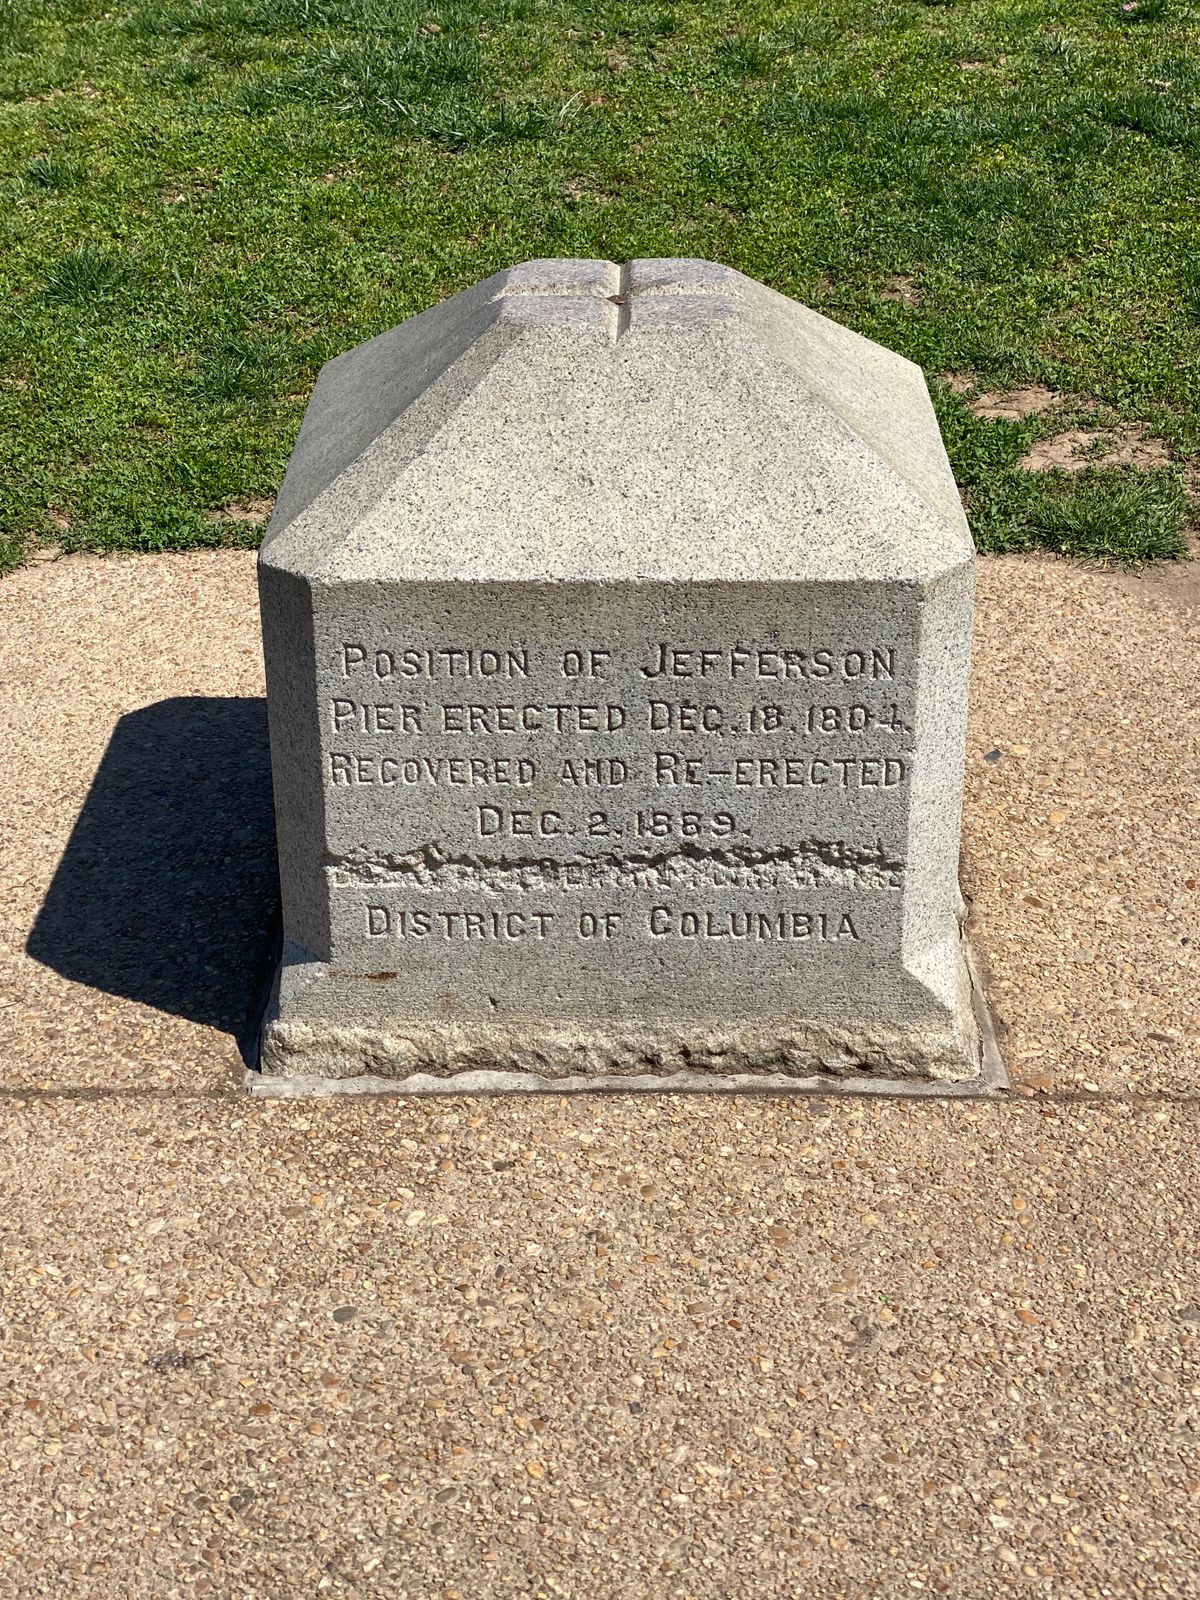 Position of Jefferson
Pier erected Dec. 18. 1804.
Recovered and Re-erected
Dec. 2. 1889.
District of Columbia